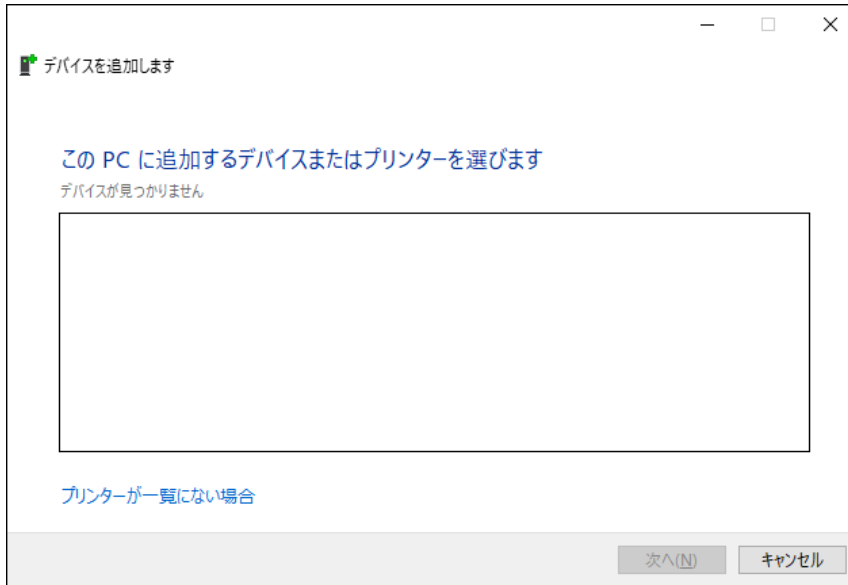 デバイスを追加します
この PC に追加するデバイスまたはプリンターを選びます
デバイスが見つかりません
プリンターが一覧にない場合
次へ(N)
キャンセル